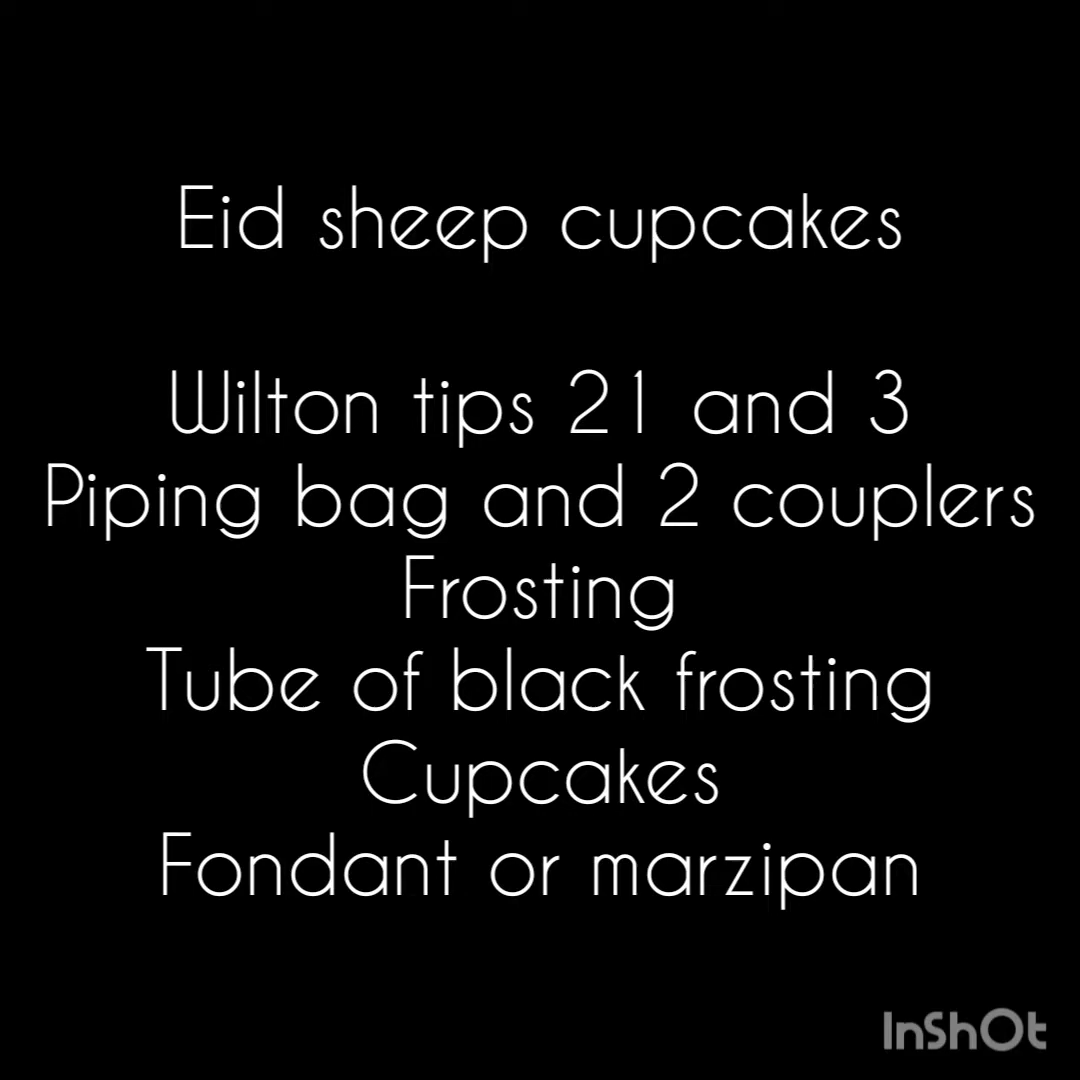 Eid sheep cupcakes
Wilton tips 21 and 3
Piping bag and 2 couplers
Frosting
Tube of black frosting
Cupcakes
Fondant or marzipan
InShOt